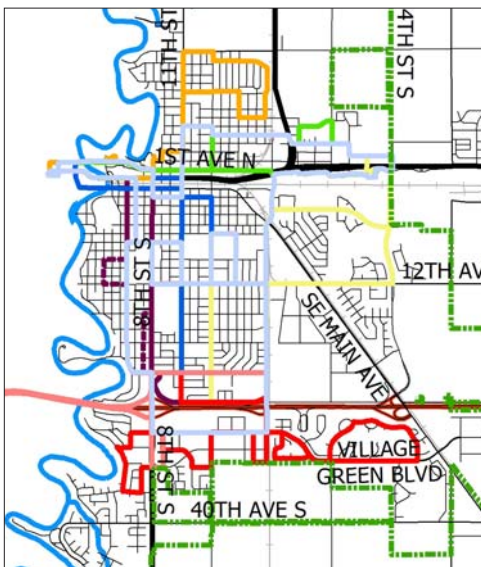 11TH ST
4TH ST S
1ST AVE N
12TH AV
8TH ST S
SE MAIN AVE
8TH ST S
VILLAGE
GREEN BLVD
40TH AVE S